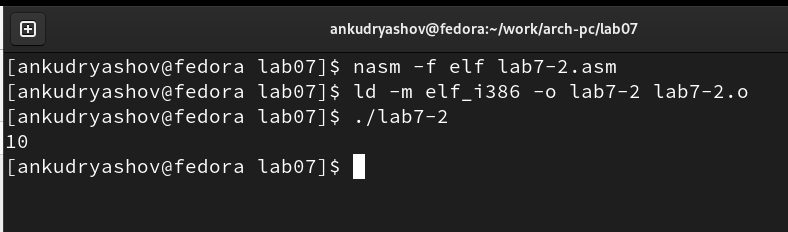 ankudryashov@fedora:~/work/arch-pc/lab07
[ankudryashov@fedora lab07]$ nasm -f elf lab7-2.asm
[ankudryashov@fedora lab07]$ ld -m elf_i386 -o lab7-2 lab7-2.o
[ankudryashov@fedora lab07]$ ./lab7-2
10
[ankudryashov@fedora lab07]$